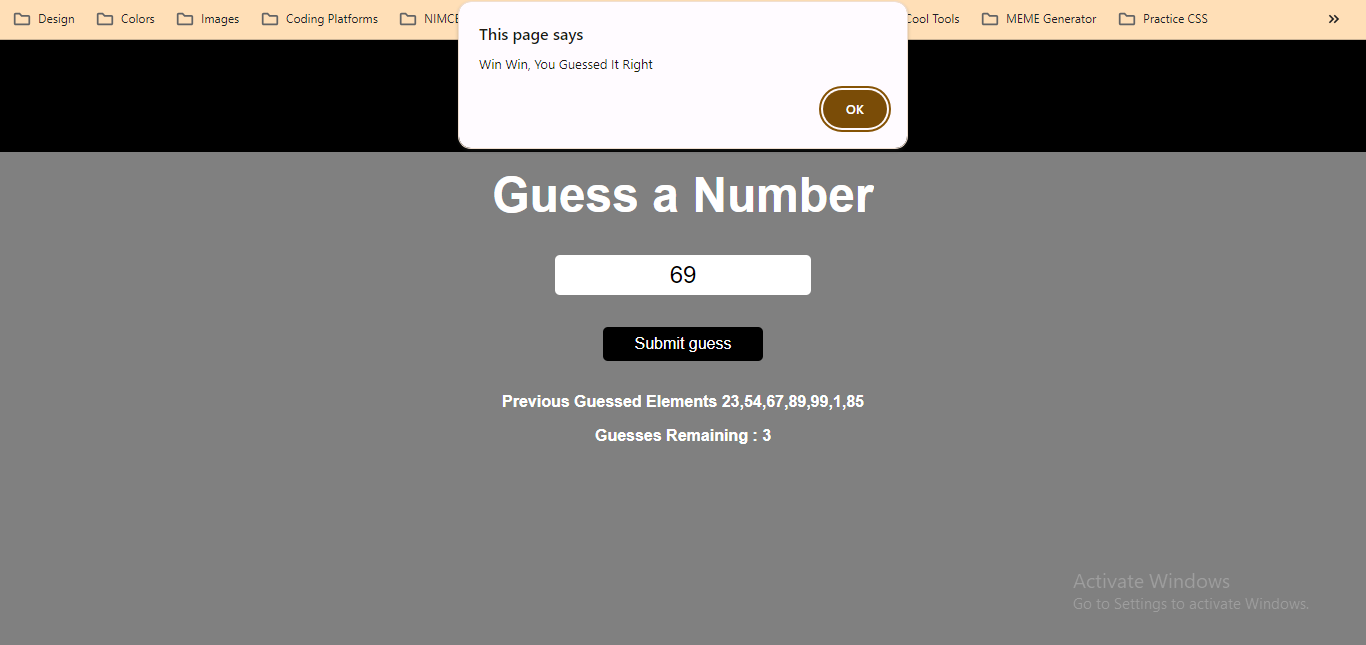 Design Colors Images Coding Platforms Cool Tools MEME Generator Practice CSS »
This page says
Win Win, You Guessed It Right
OK
Guess a Number
69
Submit guess
Previous Guessed Elements 23,54,67,89,99,1,85
Guesses Remaining : 3
Activate Windows
Go to Settings to activate Windows.